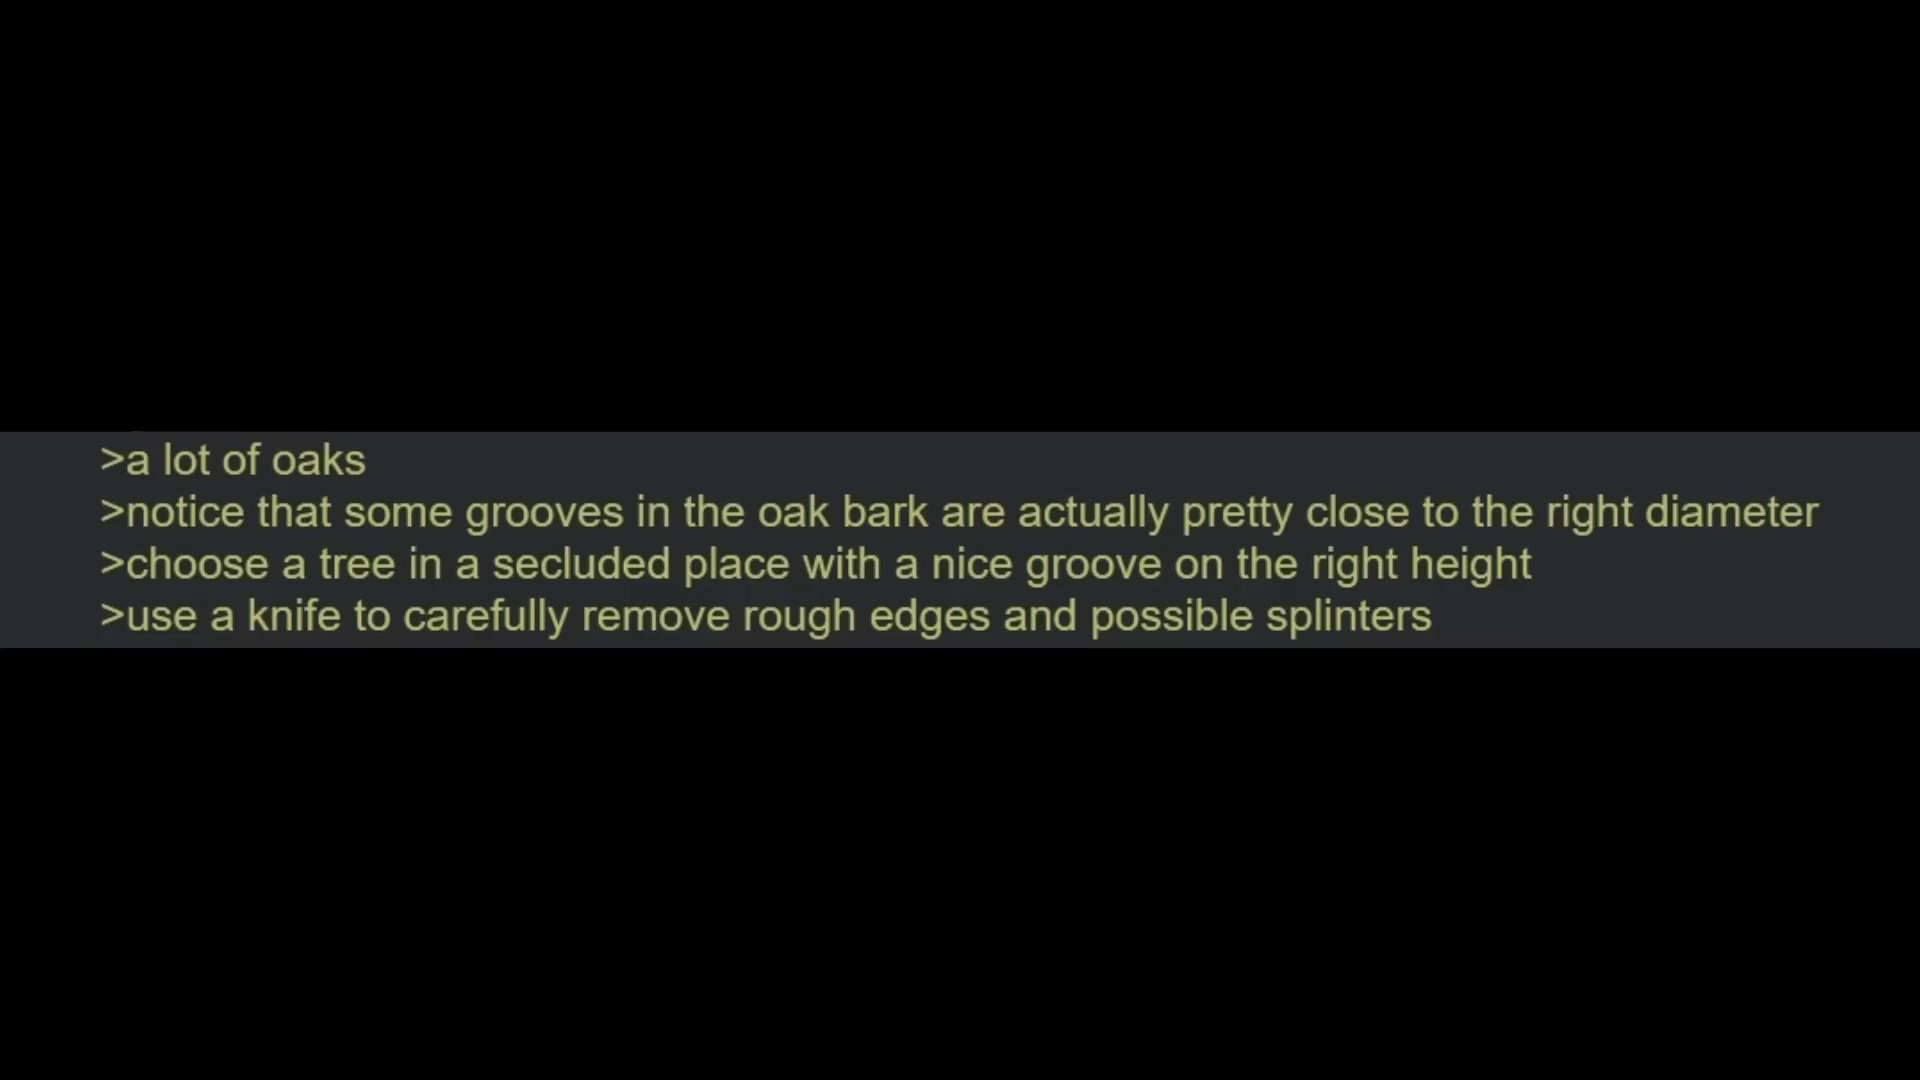 >a lot of oaks
>notice that some grooves in the oak bark are actually pretty close to the right diameter
>choose a tree in a secluded place with a nice groove on the right height
>use a knife to carefully remove rough edges and possible splinters